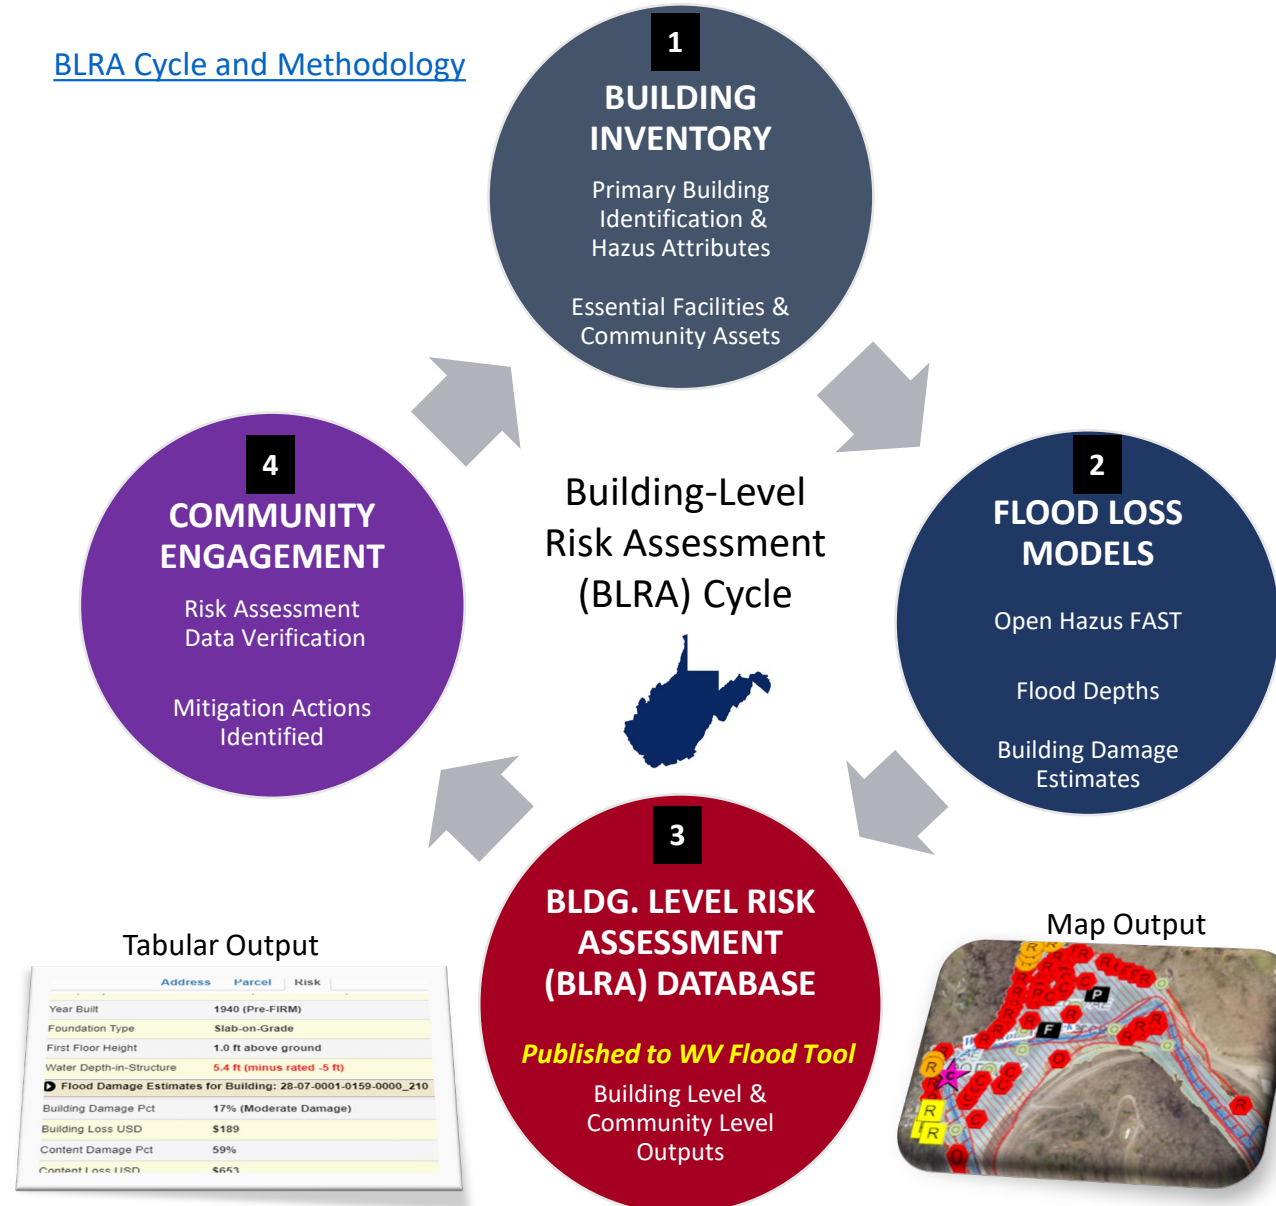 BLRA Cycle and Methodology
1
BUILDING
INVENTORY
Primary Building
Identification &
Hazus Attributes
Essential Facilities &
Community Assets
2
FLOOD LOSS
MODELS
Open Hazus FAST
Flood Depths
Building Damage
Estimates
3
BLDG. LEVEL RISK
ASSESSMENT
(BLRA) DATABASE
Published to WV Flood Tool
Building Level &
Community Level
Outputs
4
COMMUNITY
ENGAGEMENT
Risk Assessment
Data Verification
Mitigation Actions
Identified
Building-Level
Risk Assessment
(BLRA) Cycle
Tabular Output
Address Parcel Risk
Year Built 1940 (Pre-FIRM)
Foundation Type Slab-on-Grade
First Floor Height 1.0 ft above ground
Water Depth-in-Structure 5.4 ft (minus rated -5 ft)
Flood Damage Estimates for Building: 28-07-0001-0159-0000_210
Building Damage Pct 17% (Moderate Damage)
Building Loss USD $189
Content Damage Pct 59%
Content Loss USD $653
Map Output
P
F
C
R
R
R
O